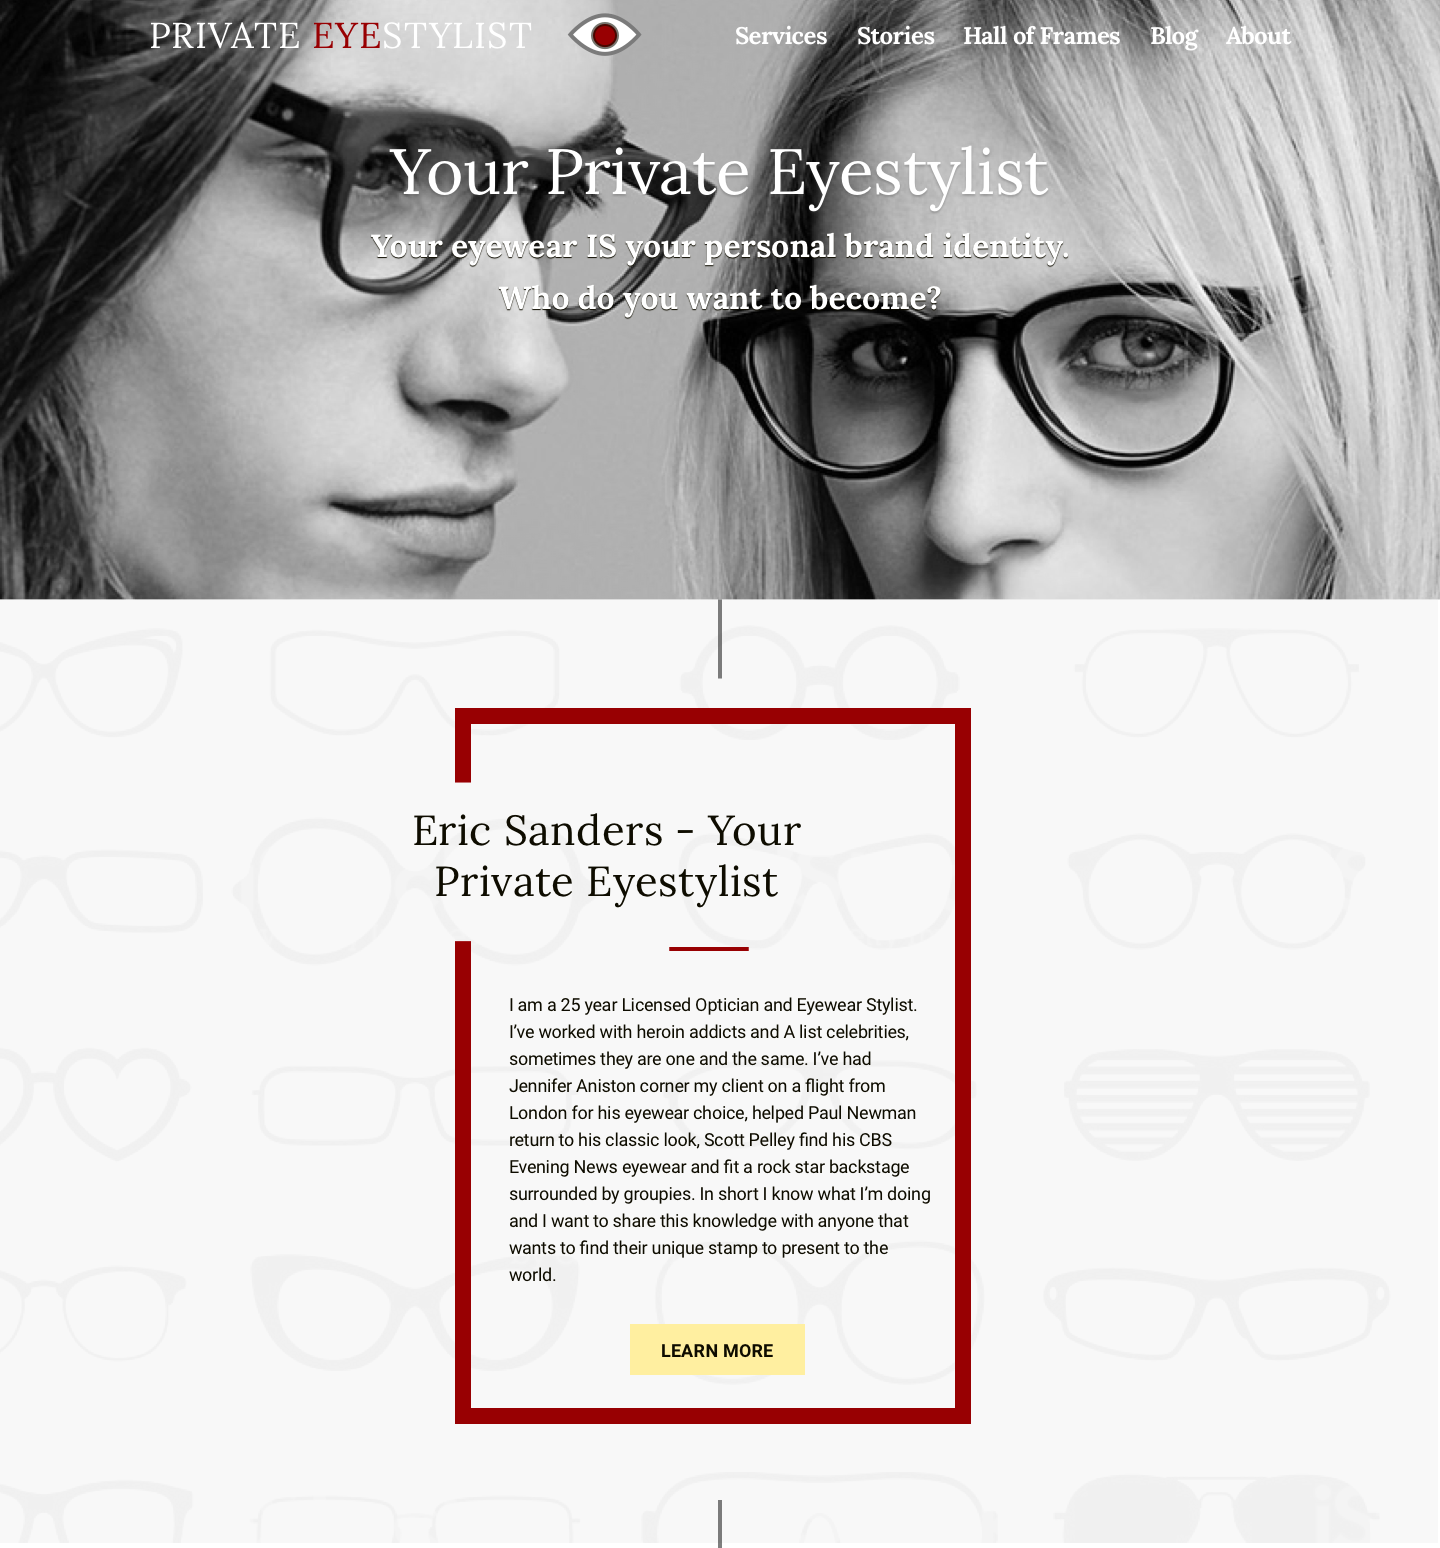 PRIVATE EYESTYLIST
Services Stories Hall of Frames Blog About
Your Private Eyestylist
Your eyewear IS your personal brand identity.
Who do you want to become?
Eric Sanders - Your
Private Eyestylist
I am a 25 year Licensed Optician and Eyewear Stylist.
I’ve worked with heroin addicts and A list celebrities,
sometimes they are one and the same. I’ve had
Jennifer Aniston corner my client on a flight from
London for his eyewear choice, helped Paul Newman
return to his classic look, Scott Pelley find his CBS
Evening News eyewear and fit a rock star backstage
surrounded by groupies. In short I know what I’m doing
and I want to share this knowledge with anyone that
wants to find their unique stamp to present to the
world.
LEARN MORE